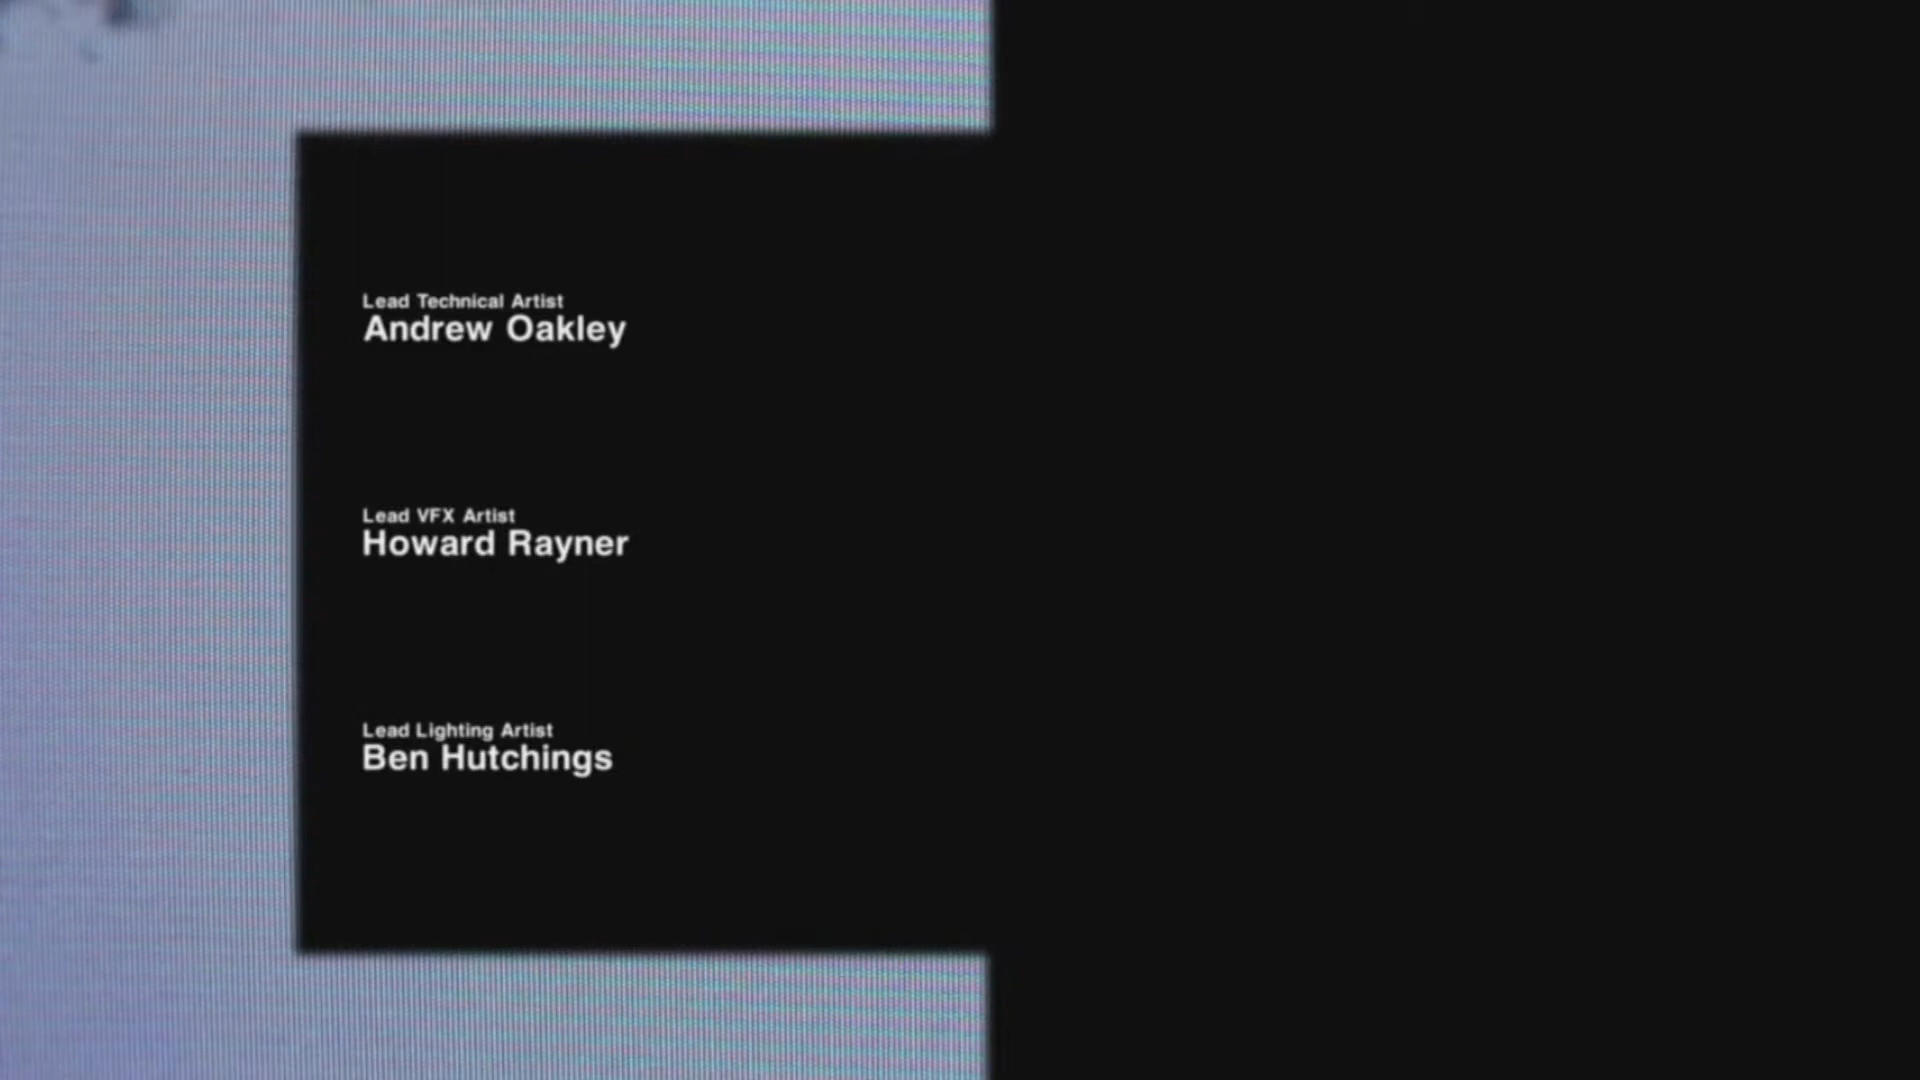 Lead Technical Artist
Andrew Oakley
Lead VFX Artist
Howard Rayner
Lead Lighting Artist
Ben Hutchings